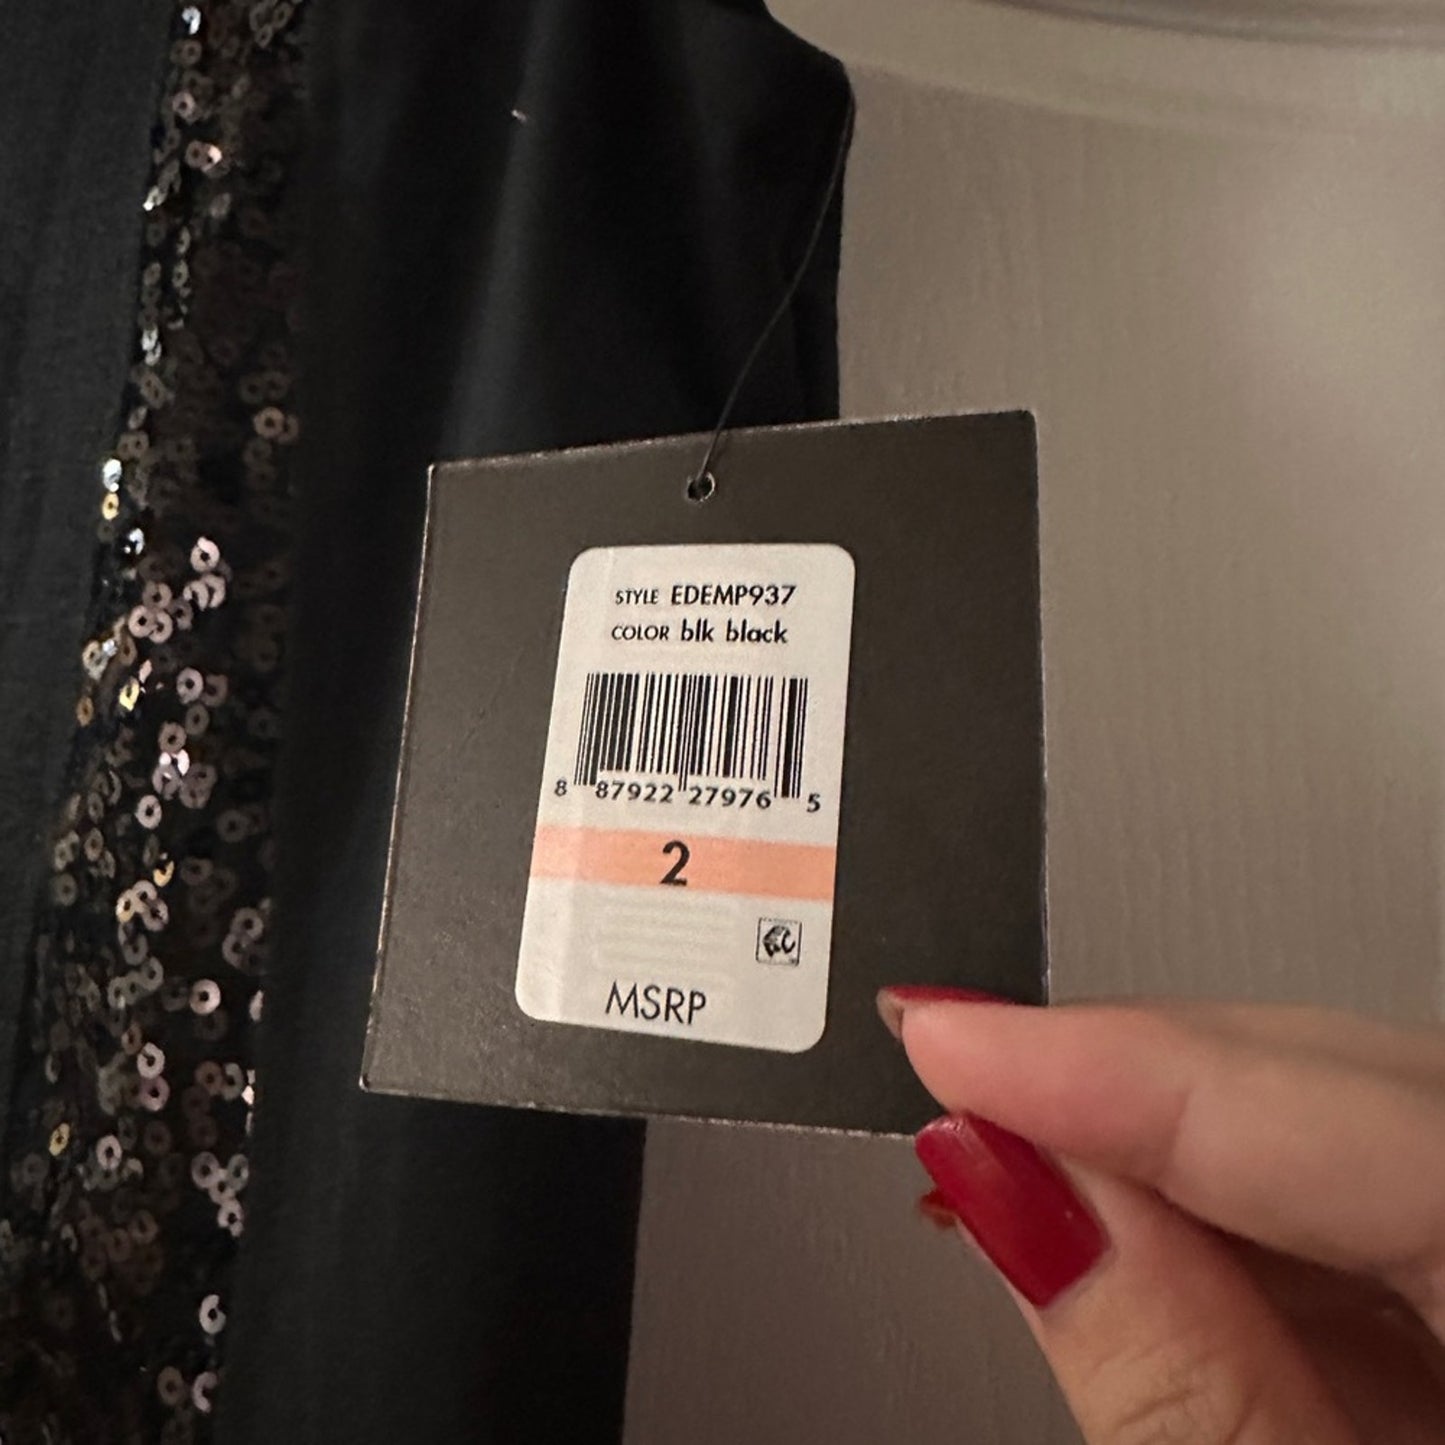 STYLE EDEMP937
COLOR blk black
8 87922 27976 5
2
MSRP